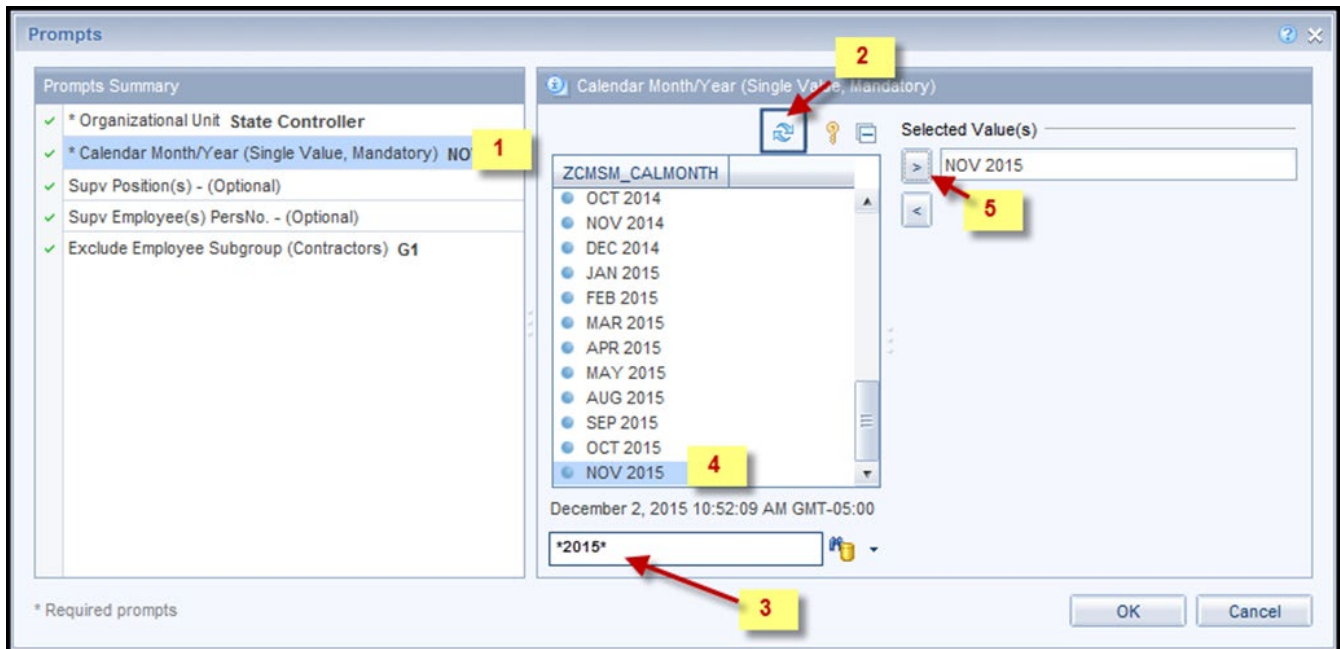 Prompts
Prompts Summary
✓ * Organizational Unit State Controller
✓ * Calendar Month/Year (Single Value, Mandatory) NO
1
✓ Supv Position(s) - (Optional)
✓ Supv Employee(s) PersNo. - (Optional)
✓ Exclude Employee Subgroup (Contractors) G1
2
Calendar Month/Year (Single Value, Mandatory)
ZCMSM_CALMONTH
OCT 2014
NOV 2014
DEC 2014
JAN 2015
FEB 2015
MAR 2015
APR 2015
MAY 2015
AUG 2015
SEP 2015
OCT 2015
NOV 2015
4
December 2, 2015 10:52:09 AM GMT-05:00
*2015*
3
Selected Value(s)
> NOV 2015
<
5
* Required prompts
OK
Cancel